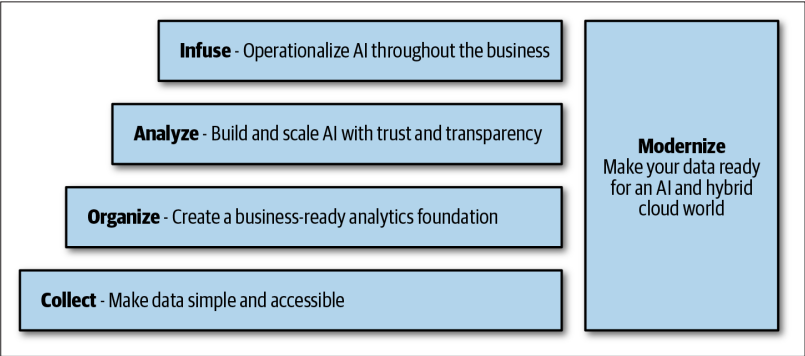 Infuse - Operationalize AI throughout the business
Analyze - Build and scale AI with trust and transparency
Organize - Create a business-ready analytics foundation
Collect - Make data simple and accessible
Modernize
Make your data ready
for an AI and hybrid
cloud world